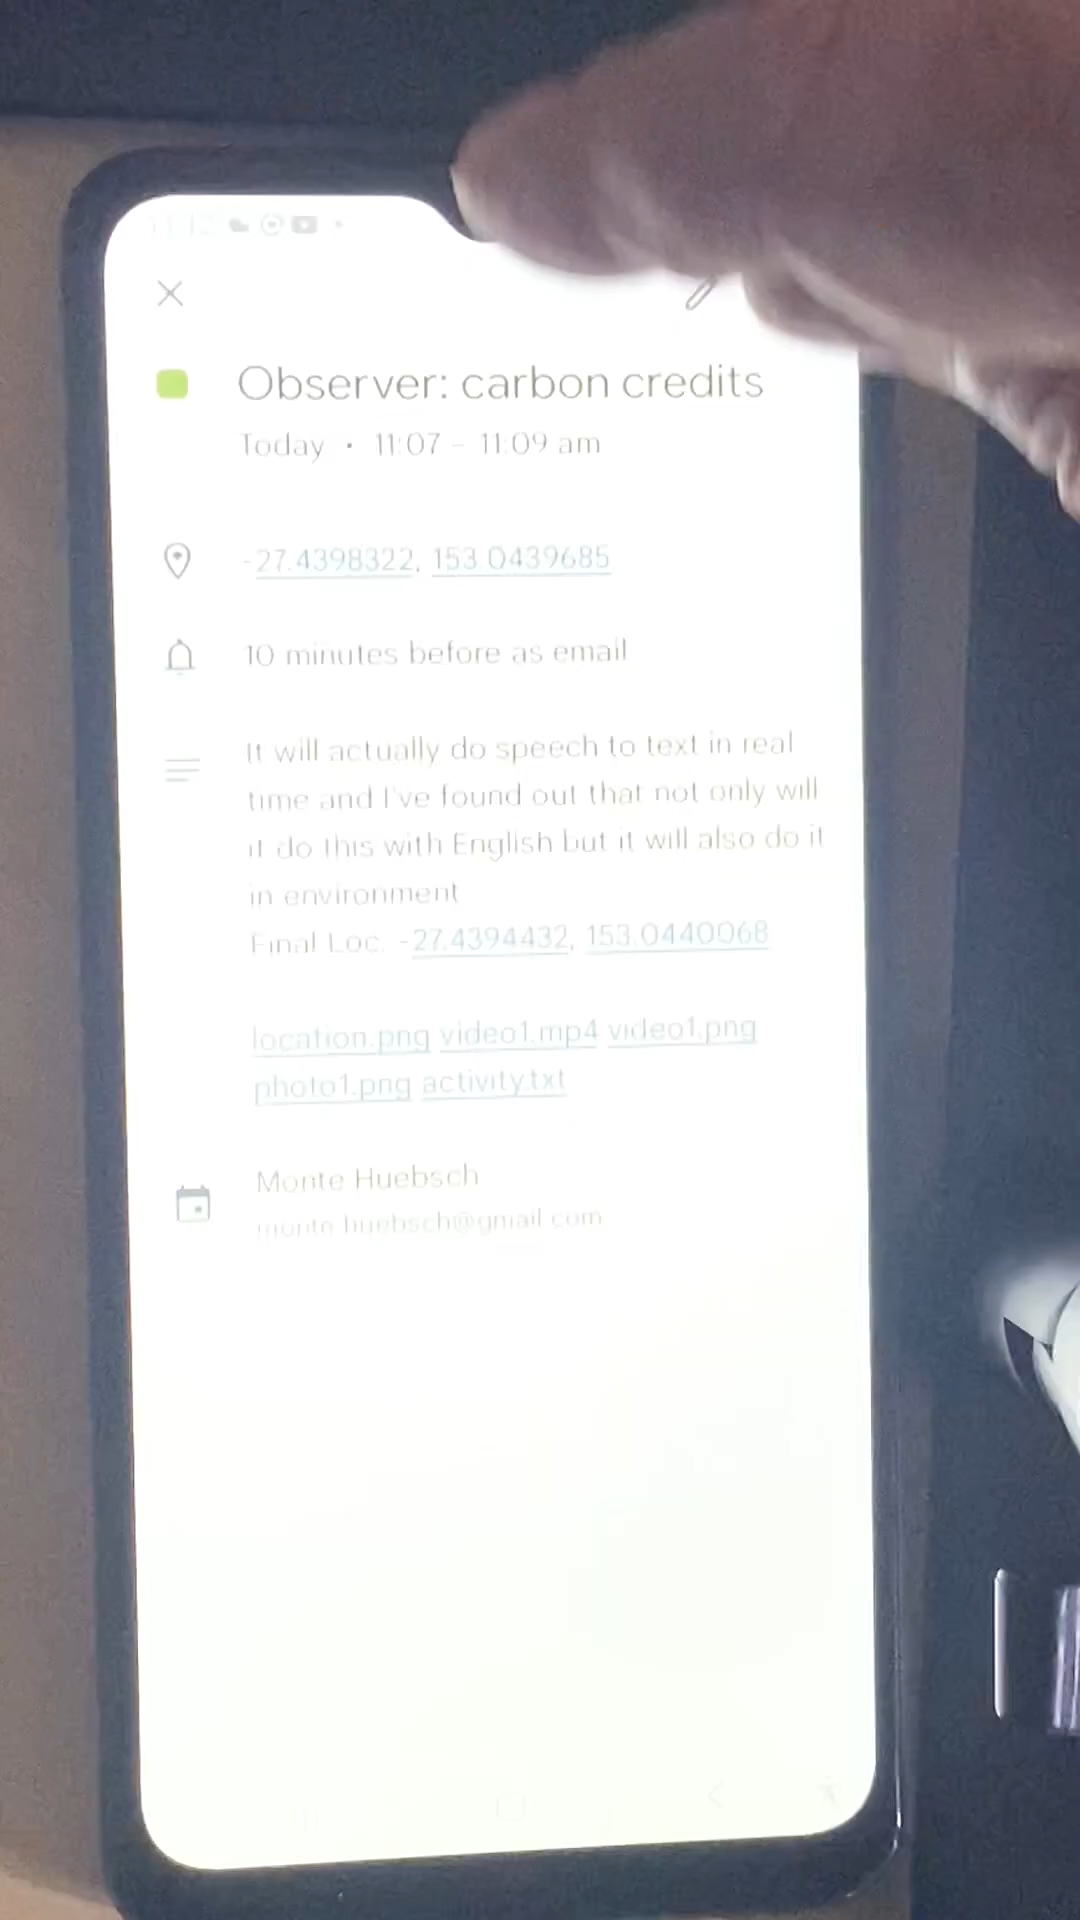 11:12
Observer: carbon credits
Today • 11:07 – 11:09 am
-27.4398322, 153.0439685
10 minutes before as email
It will actually do speech to text in real
time and I've found out that not only will
it do this with English but it will also do it
in environment
Final Loc. -27.4394432, 153.0440068
location.png video1.mp4 video1.png
photo1.png activity.txt
Monte Huebsch
monte.huebsch@gmail.com